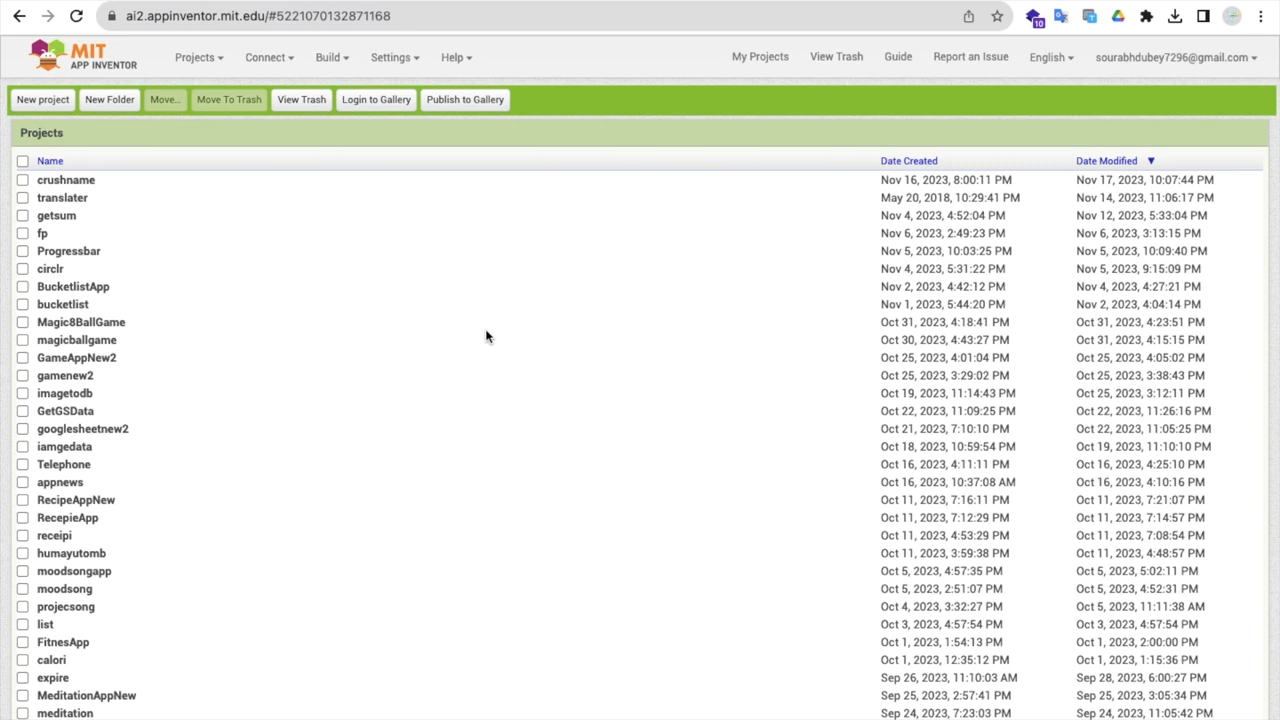 ai2.appinventor.mit.edu/#5221070132871168
10
MIT
APP INVENTOR
Projects Connect Build Settings Help My Projects View Trash Guide Report an Issue English sourabhdubey7296@gmail.com
New project New Folder Move... Move To Trash View Trash Login to Gallery Publish to Gallery
Projects
Name Date Created Date Modified ▼
crushname Nov 16, 2023, 8:00:11 PM Nov 17, 2023, 10:07:44 PM
translater May 20, 2018, 10:29:41 PM Nov 14, 2023, 11:06:17 PM
getsum Nov 4, 2023, 4:52:04 PM Nov 12, 2023, 5:33:04 PM
fp Nov 6, 2023, 2:49:23 PM Nov 6, 2023, 3:13:15 PM
Progressbar Nov 5, 2023, 10:03:25 PM Nov 5, 2023, 10:09:40 PM
circlr Nov 4, 2023, 5:31:22 PM Nov 5, 2023, 9:15:09 PM
BucketlistApp Nov 2, 2023, 4:42:12 PM Nov 4, 2023, 4:27:21 PM
bucketlist Nov 1, 2023, 5:44:20 PM Nov 2, 2023, 4:04:14 PM
Magic8BallGame Oct 31, 2023, 4:18:41 PM Oct 31, 2023, 4:23:51 PM
magicballgame Oct 30, 2023, 4:43:27 PM Oct 31, 2023, 4:15:15 PM
GameAppNew2 Oct 25, 2023, 4:01:04 PM Oct 25, 2023, 4:05:02 PM
gamenew2 Oct 25, 2023, 3:29:02 PM Oct 25, 2023, 3:38:43 PM
imagetodb Oct 19, 2023, 11:14:43 PM Oct 25, 2023, 3:12:11 PM
GetGSData Oct 22, 2023, 11:09:25 PM Oct 22, 2023, 11:26:16 PM
googlesheetnew2 Oct 21, 2023, 7:10:10 PM Oct 22, 2023, 11:05:25 PM
iamgedata Oct 18, 2023, 10:59:54 PM Oct 19, 2023, 11:10:10 PM
Telephone Oct 16, 2023, 4:11:11 PM Oct 16, 2023, 4:25:10 PM
appnews Oct 16, 2023, 10:37:08 AM Oct 16, 2023, 4:10:16 PM
RecipeAppNew Oct 11, 2023, 7:16:11 PM Oct 11, 2023, 7:21:07 PM
RecepieApp Oct 11, 2023, 7:12:29 PM Oct 11, 2023, 7:14:57 PM
receipi Oct 11, 2023, 4:53:29 PM Oct 11, 2023, 7:08:54 PM
humayutomb Oct 11, 2023, 3:59:38 PM Oct 11, 2023, 4:48:57 PM
moodsongapp Oct 5, 2023, 4:57:35 PM Oct 5, 2023, 5:02:11 PM
moodsong Oct 5, 2023, 2:51:07 PM Oct 5, 2023, 4:52:31 PM
projecsong Oct 4, 2023, 3:32:27 PM Oct 5, 2023, 11:11:38 AM
list Oct 3, 2023, 4:57:54 PM Oct 3, 2023, 4:57:54 PM
FitnesApp Oct 1, 2023, 1:54:13 PM Oct 1, 2023, 2:00:00 PM
calori Oct 1, 2023, 12:35:12 PM Oct 1, 2023, 1:15:36 PM
expire Sep 26, 2023, 11:10:03 AM Sep 28, 2023, 6:00:27 PM
MeditationAppNew Sep 25, 2023, 2:57:41 PM Sep 25, 2023, 3:05:34 PM
meditation Sep 24, 2023, 7:23:03 PM Sep 24, 2023, 11:05:42 PM